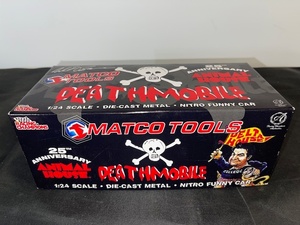 25th
ANNIVERSARY
ANIMAL
HOUSE
MATCO TOOLS
DEATHMOBILE
1/24 SCALE • DIE-CAST METAL • NITRO FUNNY CAR
MATCO TOOLS
DELTA
HOUSE
25th
ANNIVERSARY
ANIMAL
HOUSE
DEATHMOBILE
COLLEGE
1/24 SCALE • DIE-CAST METAL • NITRO FUNNY CAR